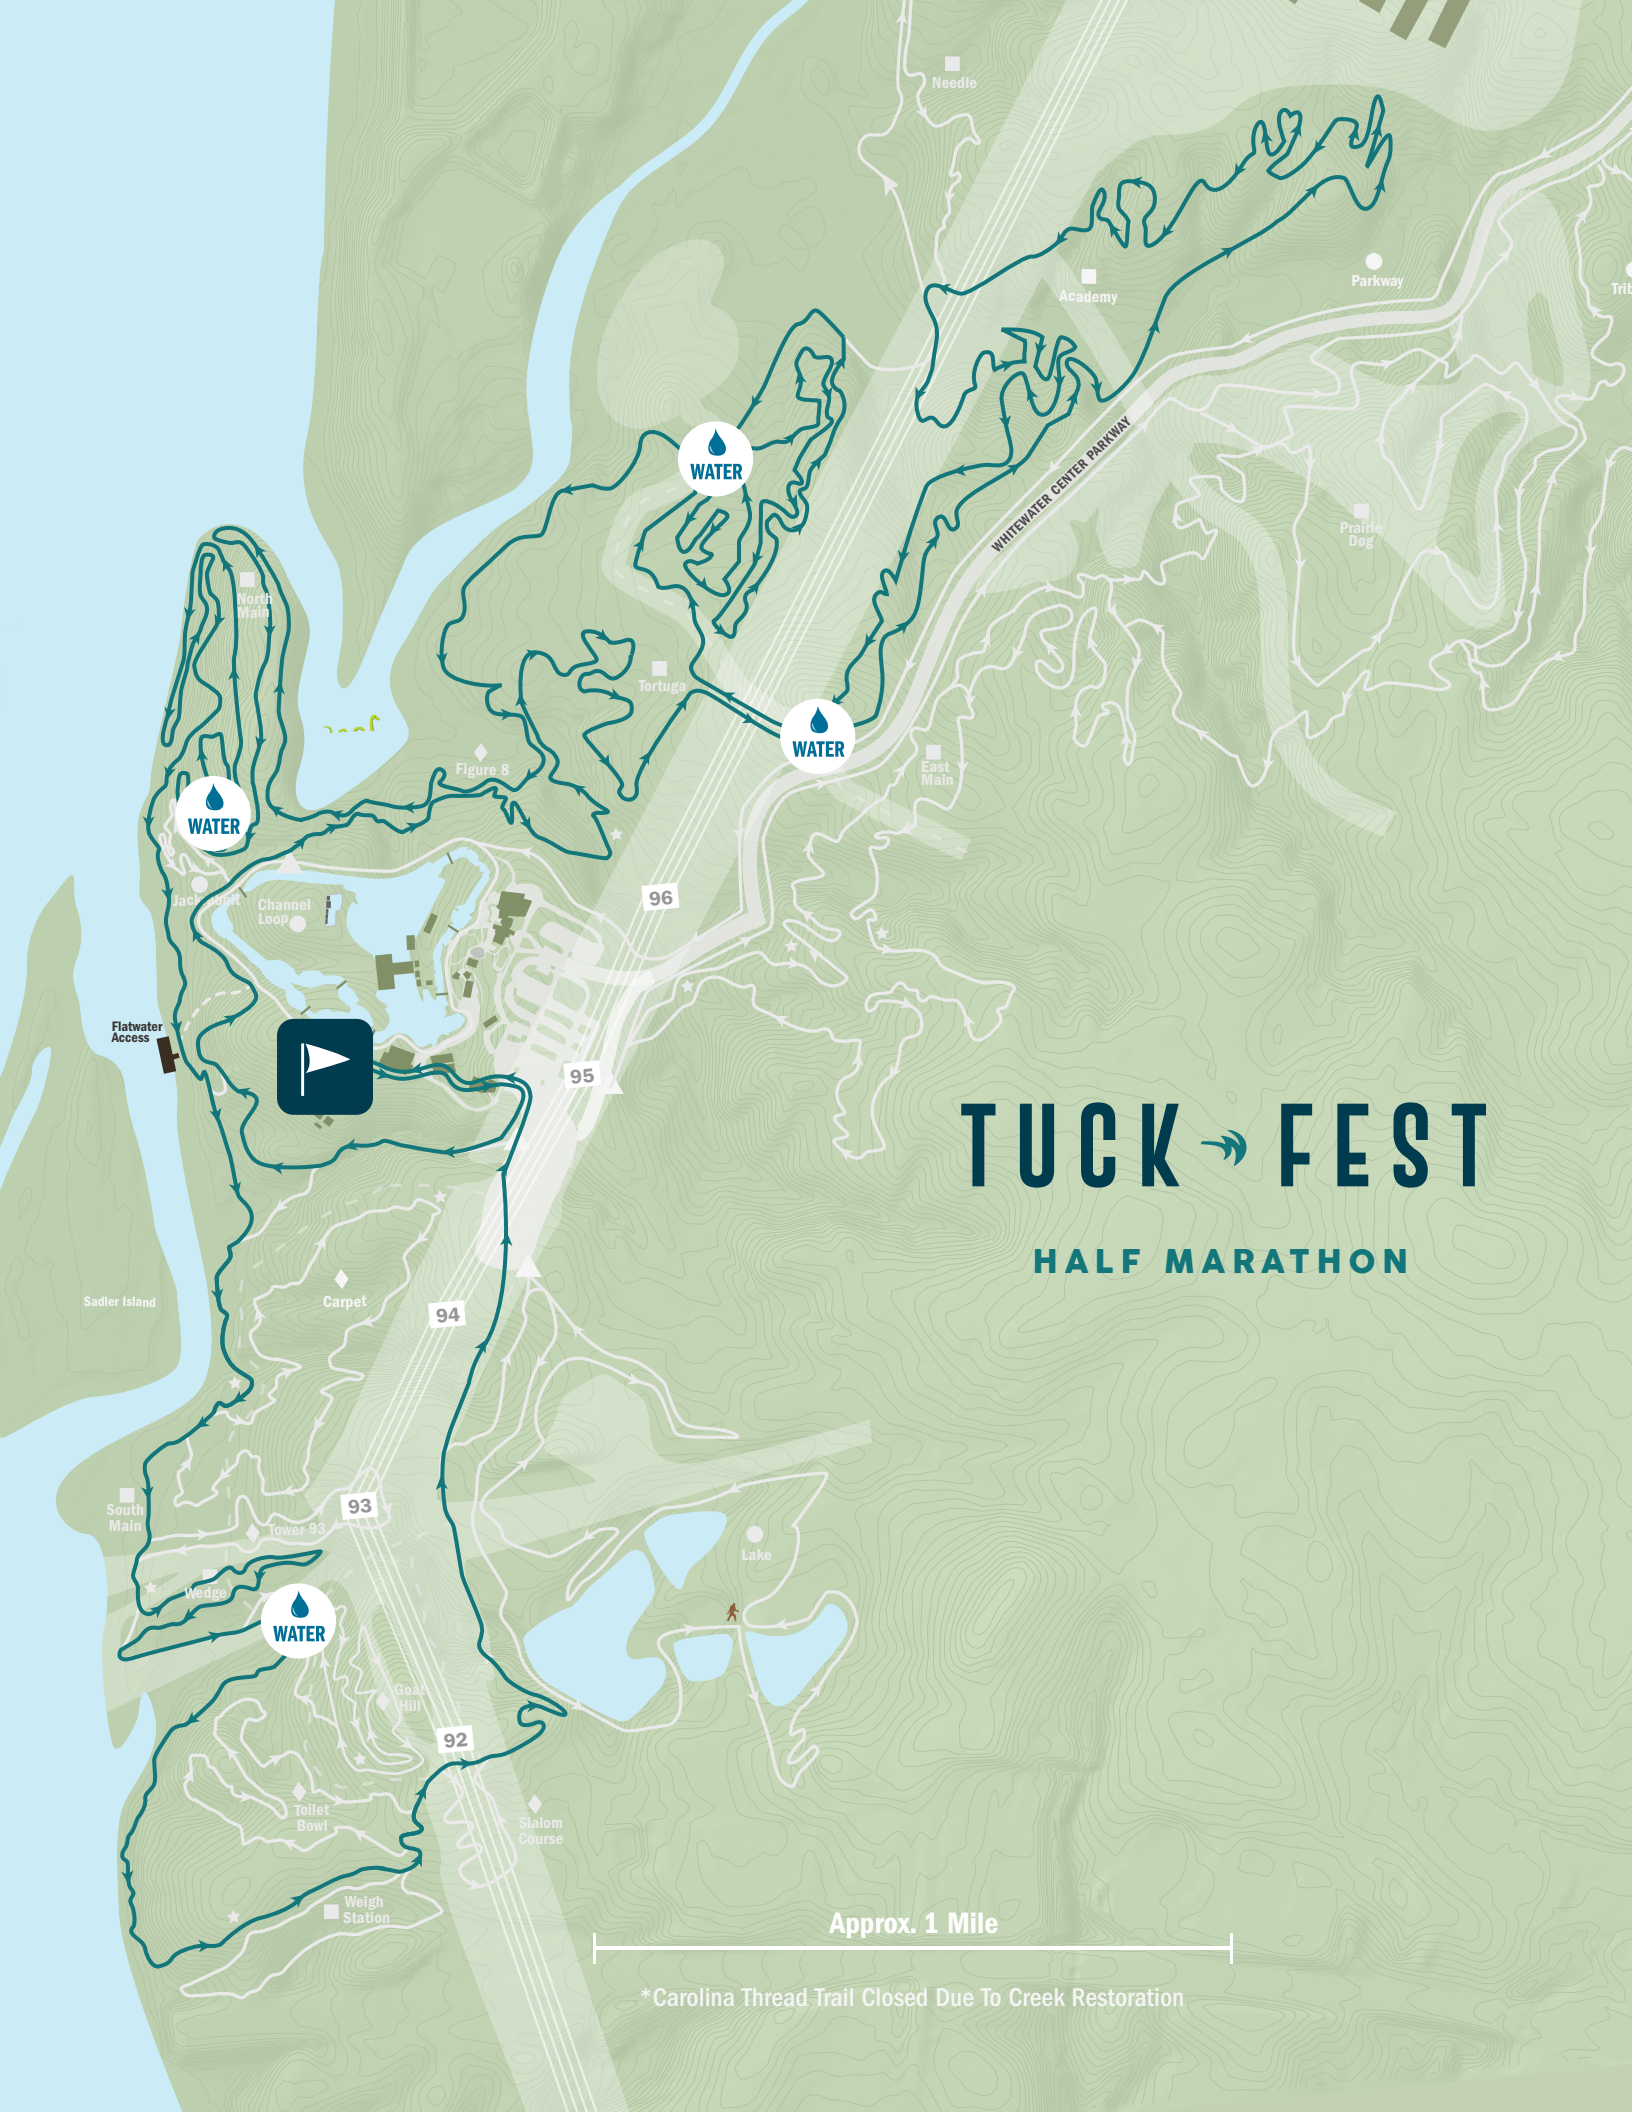 Needle
Academy
Parkway
Trib
WHITEWATER CENTER PARKWAY
WATER
Prairie
Dog
North
Main
Tortuga
WATER
Figure 8
East
Main
WATER
96
Channel
Loop
Flatwater
Access
95
TUCK FEST
HALF MARATHON
Sadler Island
Carpet
94
South
Main
93
Tower 93
Lake
Wedge
WATER
Goat
Hill
92
Toilet
Bowl
Slalom
Course
Weigh
Station
Approx. 1 Mile
*Carolina Thread Trail Closed Due To Creek Restoration